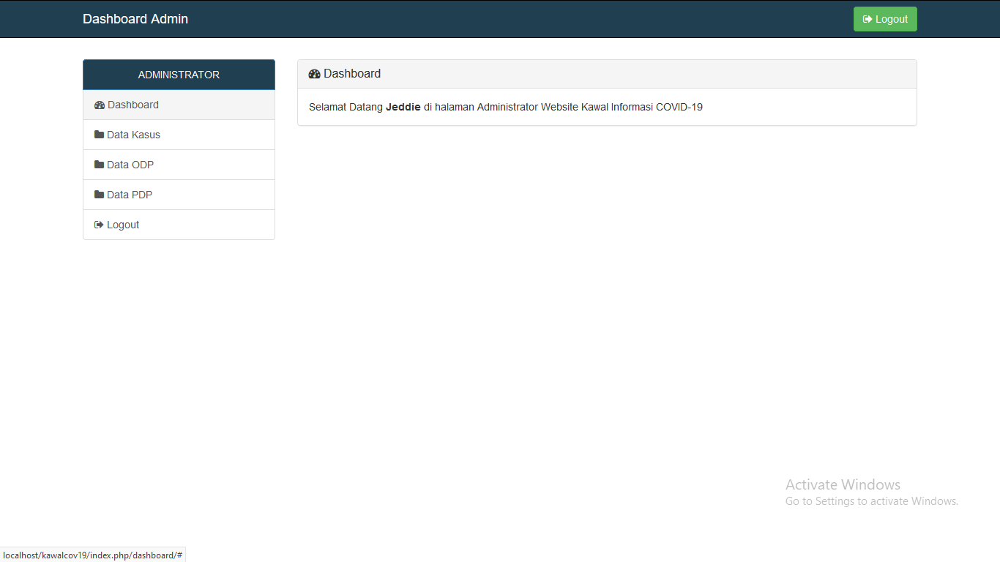 Dashboard Admin
Logout
ADMINISTRATOR
Dashboard
Data Kasus
Data ODP
Data PDP
Logout
Dashboard
Selamat Datang Jeddie di halaman Administrator Website Kawal Informasi COVID-19
Activate Windows
Go to Settings to activate Windows.
localhost/kawalcov19/index.php/dashboard/#